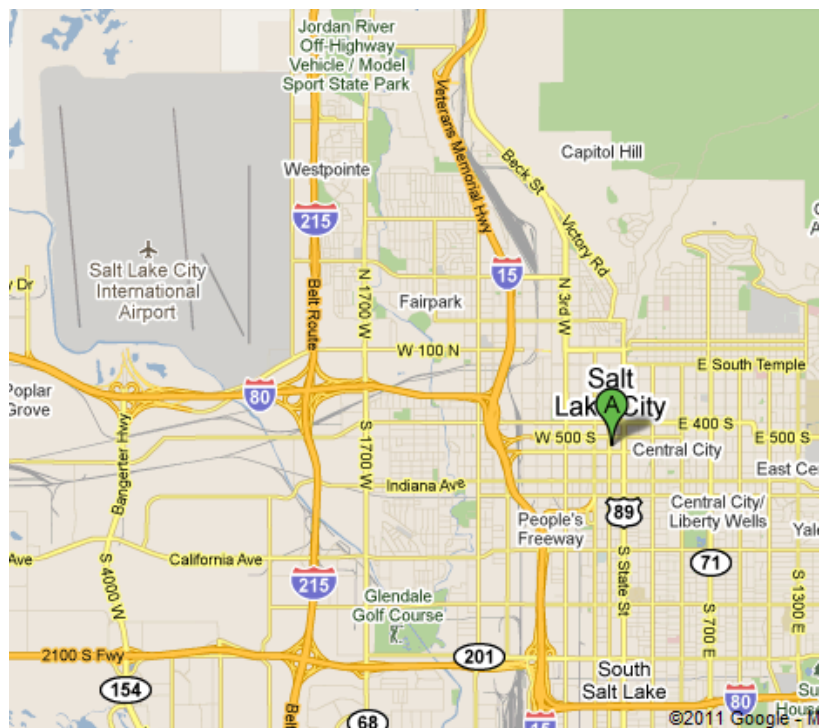 Jordan River
Off-Highway
Vehicle / Model
Sport State Park
Veterans Memorial Hwy
Beck St
Capitol Hill
Westpointe
215
Victory Rd
Salt Lake City
International
Airport
Dr
Belt Route
N 1700 W
15
N 3rd W
Fairpark
W 100 N
E South Temple
Poplar
Grove
80
Salt
Lake City
A
E 400 S
W 500 S
E 500 S
Central City
Bangerter Hwy
S 1700 W
East Cen
Indiana Ave
89
Central City/
Liberty Wells
People's
Freeway
Ave
California Ave
S 4000 W
S State St
71
215
S 700 E
S 1300 E
Glendale
Golf Course
2100 S Fwy
201
154
South
Salt Lake
68
15
80
©2011 Google - M